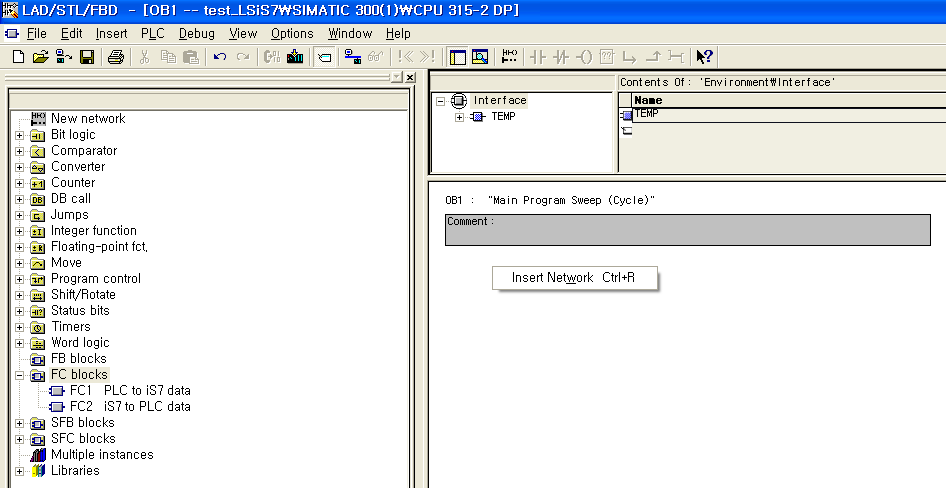 LAD/STL/FBD - [OB1 -- test_LSiS7₩SIMATIC 300(1)₩CPU 315-2 DP]
File Edit Insert PLC Debug View Options Window Help
New network
Bit logic
Comparator
Converter
Counter
DB call
Jumps
Integer function
Floating-point fct.
Move
Program control
Shift/Rotate
Status bits
Timers
Word logic
FB blocks
FC blocks
FC1 PLC to iS7 data
FC2 iS7 to PLC data
SFB blocks
SFC blocks
Multiple instances
Libraries
Interface
TEMP
Contents Of: 'Environment₩Interface'
Name
TEMP
OB1 : "Main Program Sweep (Cycle)"
Comment:
Insert Network Ctrl+R